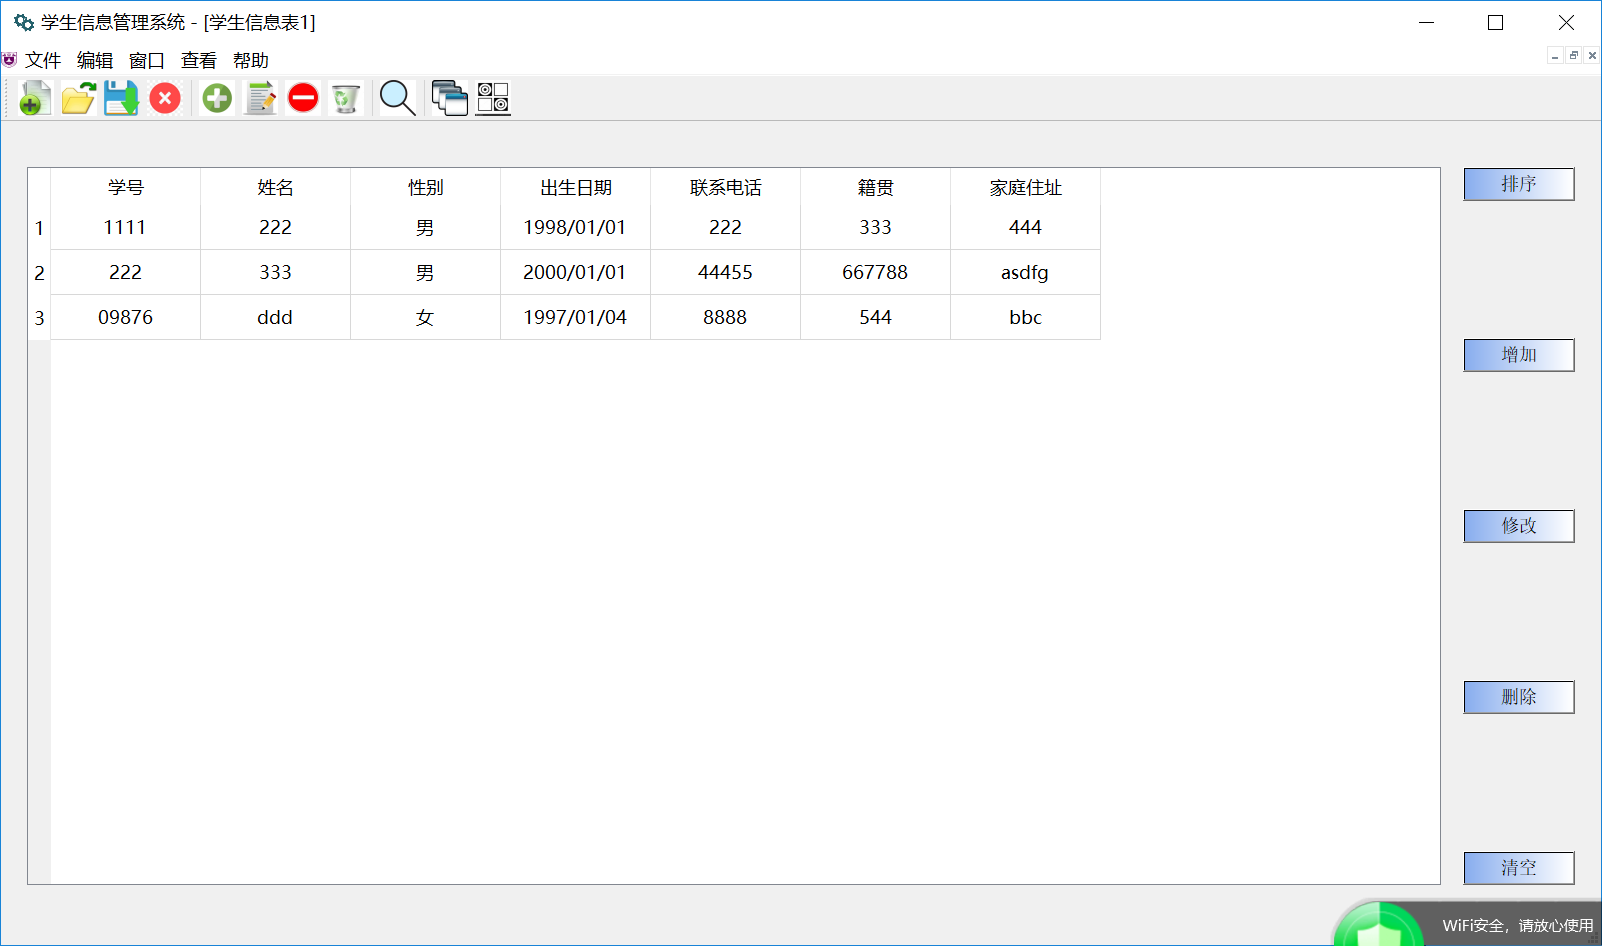 学生信息管理系统 - [学生信息表1]
文件 编辑 窗口 查看 帮助
学号 姓名 性别 出生日期 联系电话 籍贯 家庭住址
1 1111 222 男 1998/01/01 222 333 444
2 222 333 男 2000/01/01 44455 667788 asdfg
3 09876 ddd 女 1997/01/04 8888 544 bbc
排序
增加
修改
删除
清空
WiFi安全，请放心使用